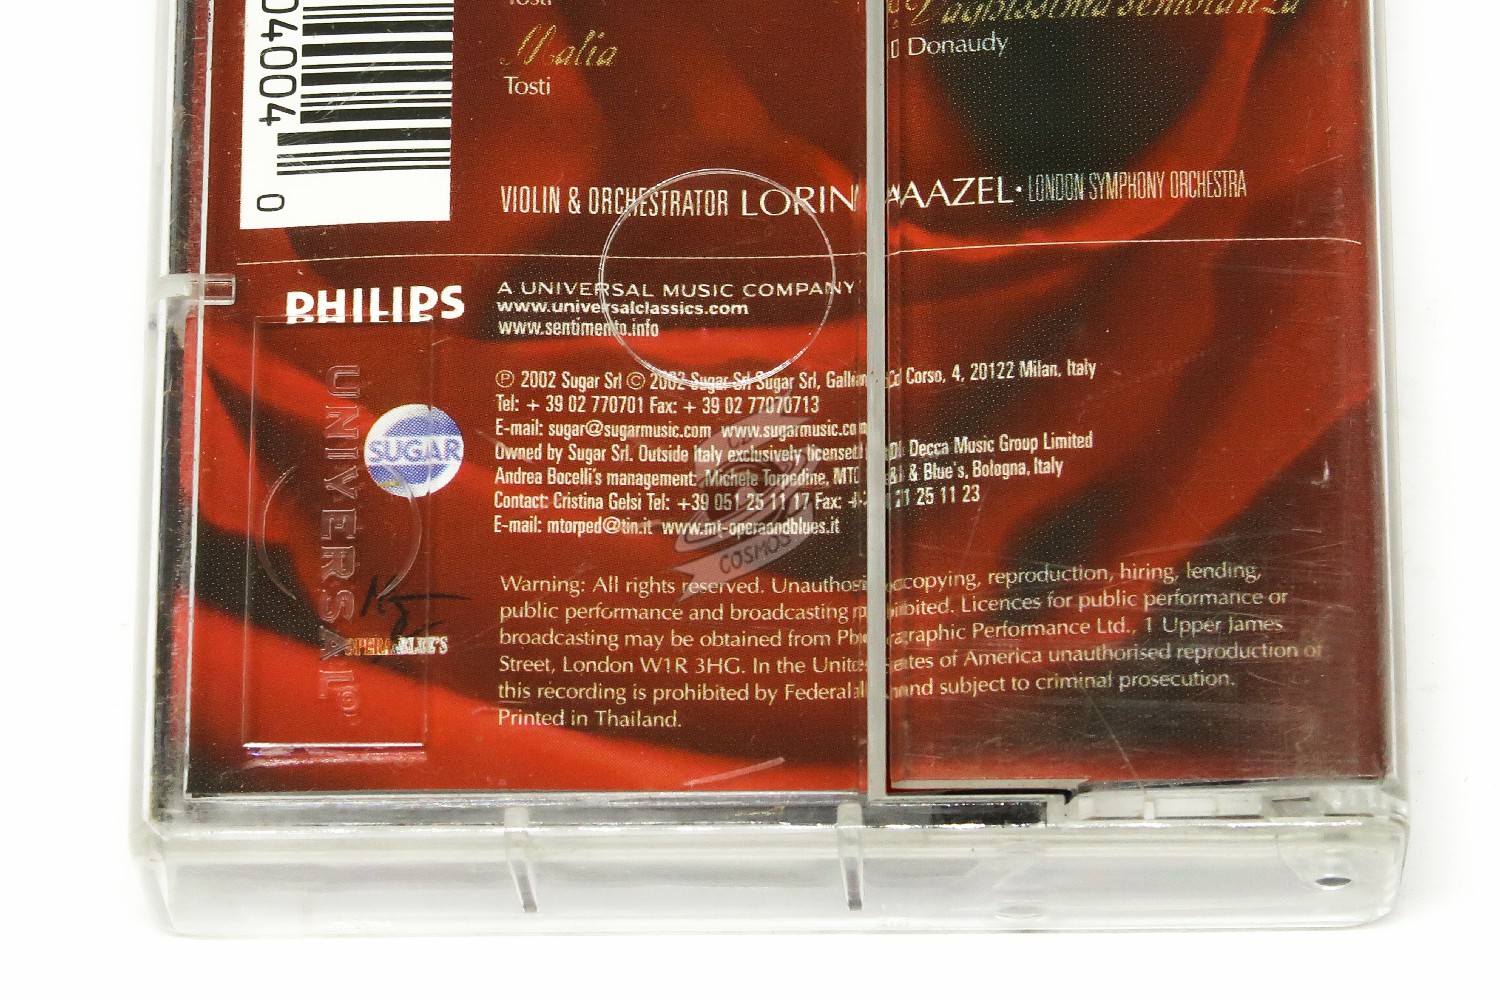 040004 0
Tosti
Malia
Tosti
Vaghissima sembianza
Donaudy
VIOLIN & ORCHESTRATOR LORIN MAAZEL · LONDON SYMPHONY ORCHESTRA
PHILIPS
A UNIVERSAL MUSIC COMPANY
www.universalclassics.com
www.sentimento.info
UNIVERSAL
SUGAR
OPERA BLUE'S
℗ 2002 Sugar Srl © 2002 Sugar Srl Sugar Srl, Corso, 4, 20122 Milan, Italy
Tel: + 39 02 770701 Fax: + 39 02 77070713
E-mail: sugar@sugarmusic.com www.sugarmusic.com
Owned by Sugar Srl. Outside Italy exclusively licensed Decca Music Group Limited
Andrea Bocelli's management: Michele Torpedine, & Blue's, Bologna, Italy
Contact: Cristina Gelsi Tel: +39 051 25 11 17 Fax: 25 11 23
E-mail: mtorped@tin.it www.mt-operaandblues.it
COSMOS
Warning: All rights reserved. copying, reproduction, hiring, lending,
public performance and broadcasting prohibited. Licences for public performance or
broadcasting may be obtained from Phonographic Performance Ltd., 1 Upper James
Street, London W1R 3HG. In the United States of America unauthorised reproduction of
this recording is prohibited by Federal and subject to criminal prosecution.
Printed in Thailand.